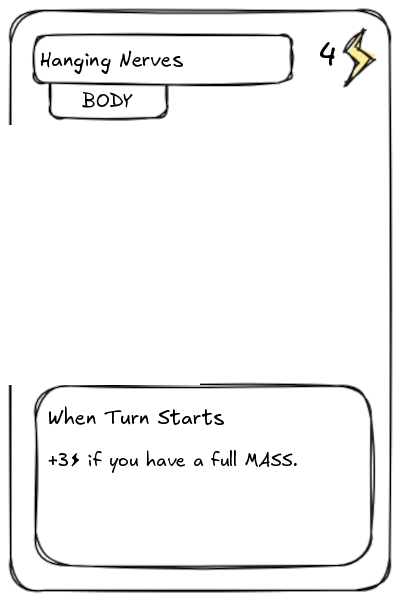 Hanging Nerves
4⚡
BODY
When Turn Starts
+3⚡ if you have a full MASS.